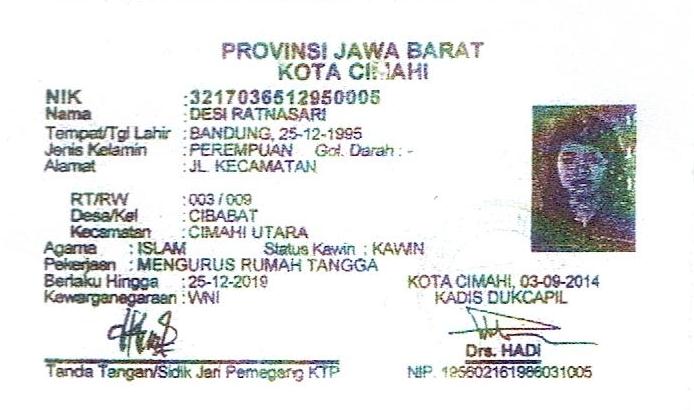 PROVINSI JAWA BARAT
KOTA CIMAHI
NIK :3217036512950005
Nama :DESI RATNASARI
Tempat/Tgl Lahir :BANDUNG, 25-12-1995
Jenis Kelamin :PEREMPUAN Gol. Darah : -
Alamat :JL. KECAMATAN
RT/RW :003 / 009
Desa/Kel :CIBABAT
Kecamatan :CIMAHI UTARA
Agama :ISLAM Status Kawin : KAWIN
Pekerjaan :MENGURUS RUMAH TANGGA
Berlaku Hingga :25-12-2019
Kewarganegaraan :WNI
KOTA CIMAHI, 03-09-2014
KADIS DUKCAPIL
Drs. HADI
Tanda Tangan/Sidik Jari Pemegang KTP
NIP. 195602161986031005